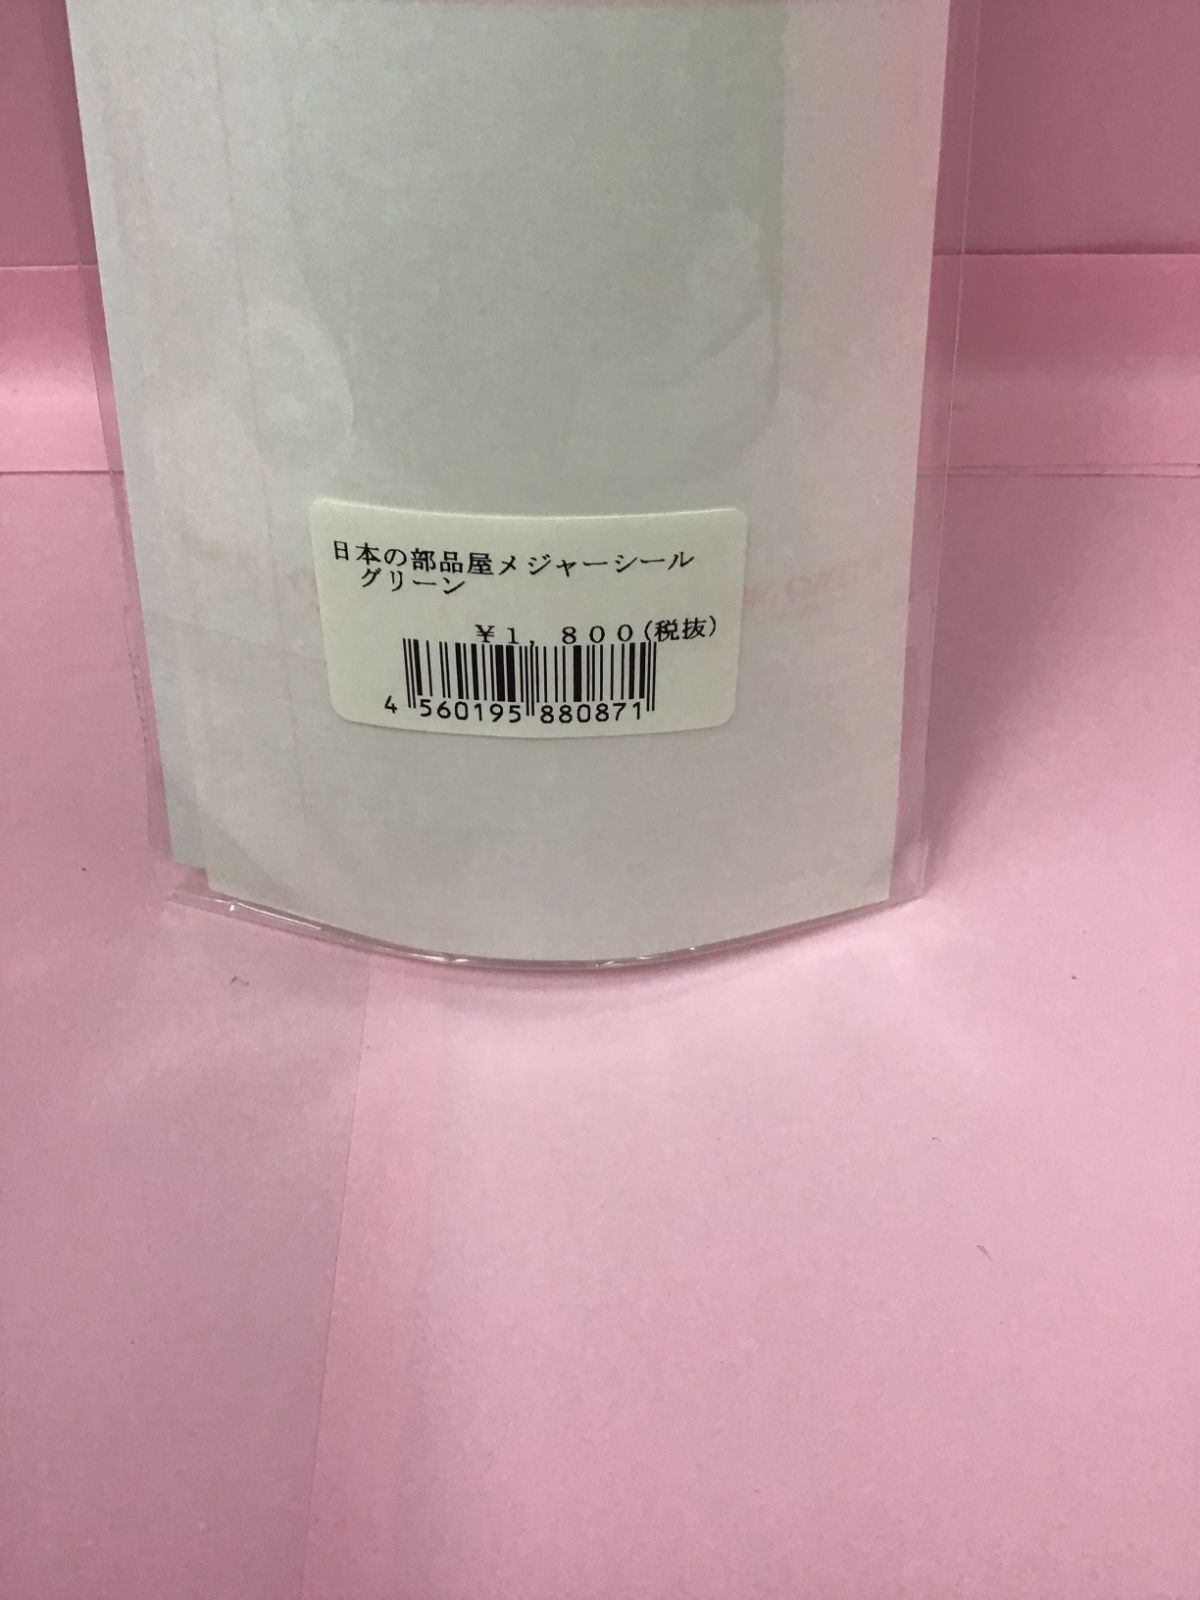 日本の部品屋メジャーシール
グリーン
￥１，８００(税抜)
4 560195 880871